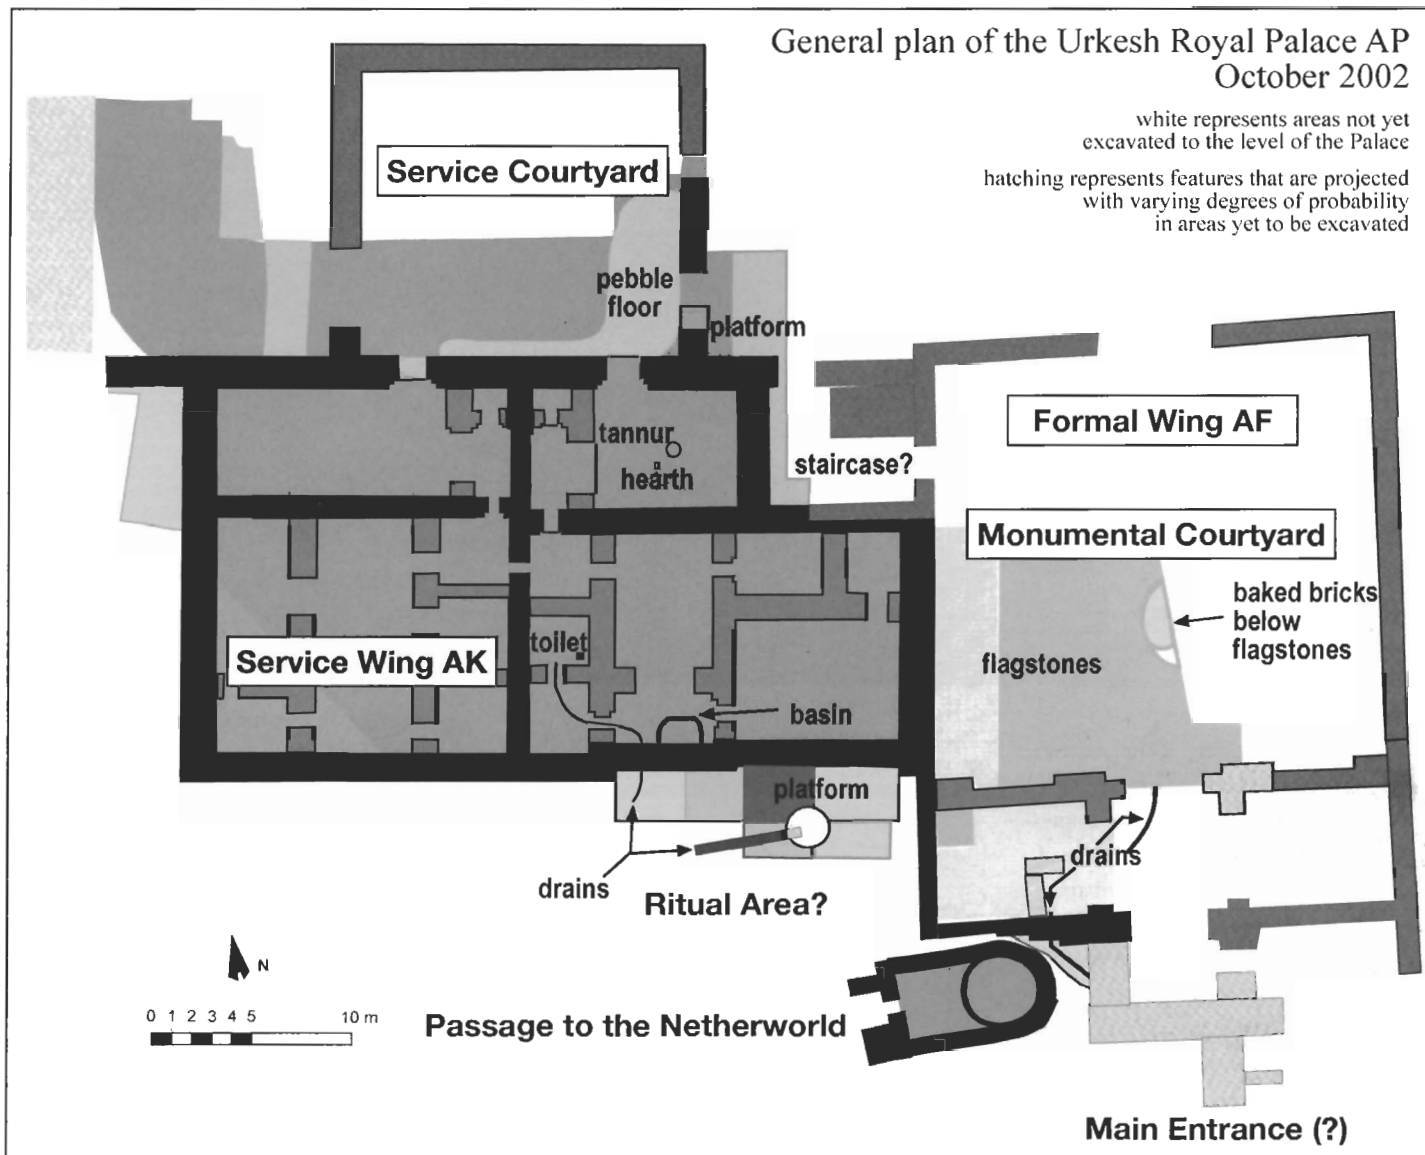 General plan of the Urkesh Royal Palace AP
October 2002
white represents areas not yet
excavated to the level of the Palace
hatching represents features that are projected
with varying degrees of probability
in areas yet to be excavated
Service Courtyard
pebble
floor
platform
Formal Wing AF
tannur
hearth
staircase?
Monumental Courtyard
baked bricks
below
flagstones
flagstones
toilet
Service Wing AK
basin
platform
drains
drains
Ritual Area?
N
0 1 2 3 4 5 10 m
Passage to the Netherworld
Main Entrance (?)